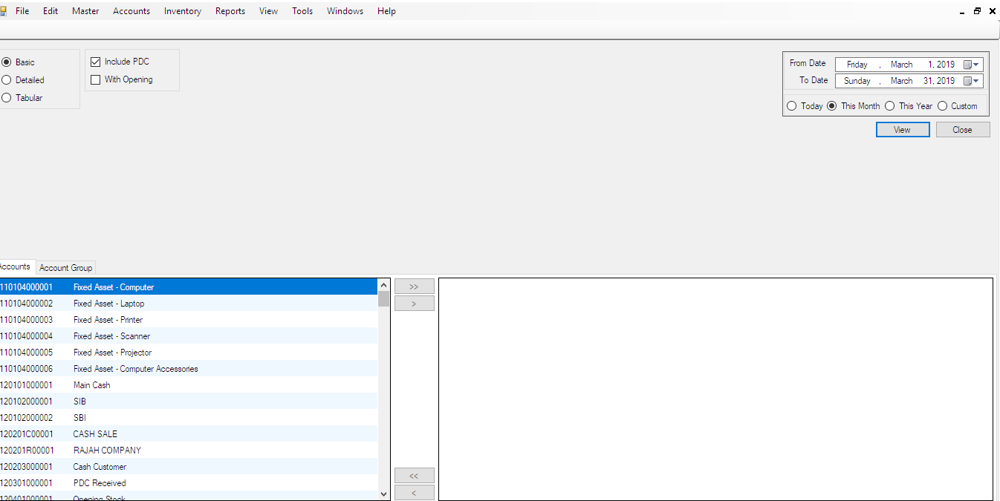 File Edit Master Accounts Inventory Reports View Tools Windows Help
Basic
Detailed
Tabular
Include PDC
With Opening
From Date Friday , March 1, 2019
To Date Sunday , March 31, 2019
Today This Month This Year Custom
View Close
Accounts Account Group
110104000001 Fixed Asset - Computer
110104000002 Fixed Asset - Laptop
110104000003 Fixed Asset - Printer
110104000004 Fixed Asset - Scanner
110104000005 Fixed Asset - Projector
110104000006 Fixed Asset - Computer Accessories
120101000001 Main Cash
120102000001 SIB
120102000002 SBI
120201C00001 CASH SALE
120201R00001 RAJAH COMPANY
120203000001 Cash Customer
120301000001 PDC Received
120401000001 Opening Stock
>>
>
<<
<